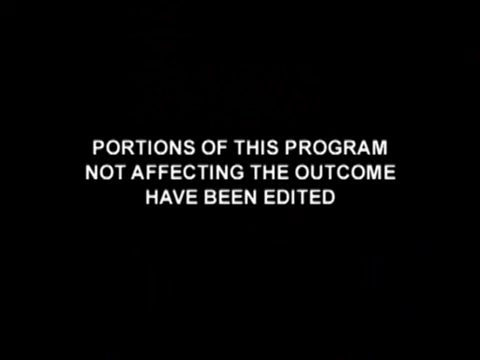 PORTIONS OF THIS PROGRAM
NOT AFFECTING THE OUTCOME
HAVE BEEN EDITED